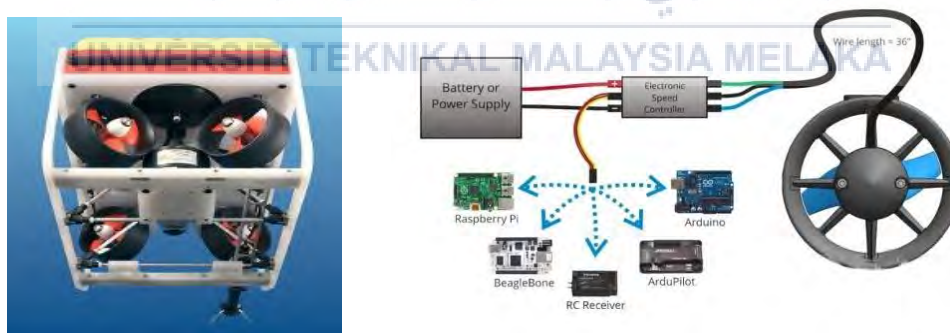 UNIVERSITI TEKNIKAL MALAYSIA MELAKA
Wire length = 36"
Battery or
Power Supply
Electronic
Speed
Controller
Raspberry Pi
Arduino
BeagleBone
ArduPilot
RC Receiver